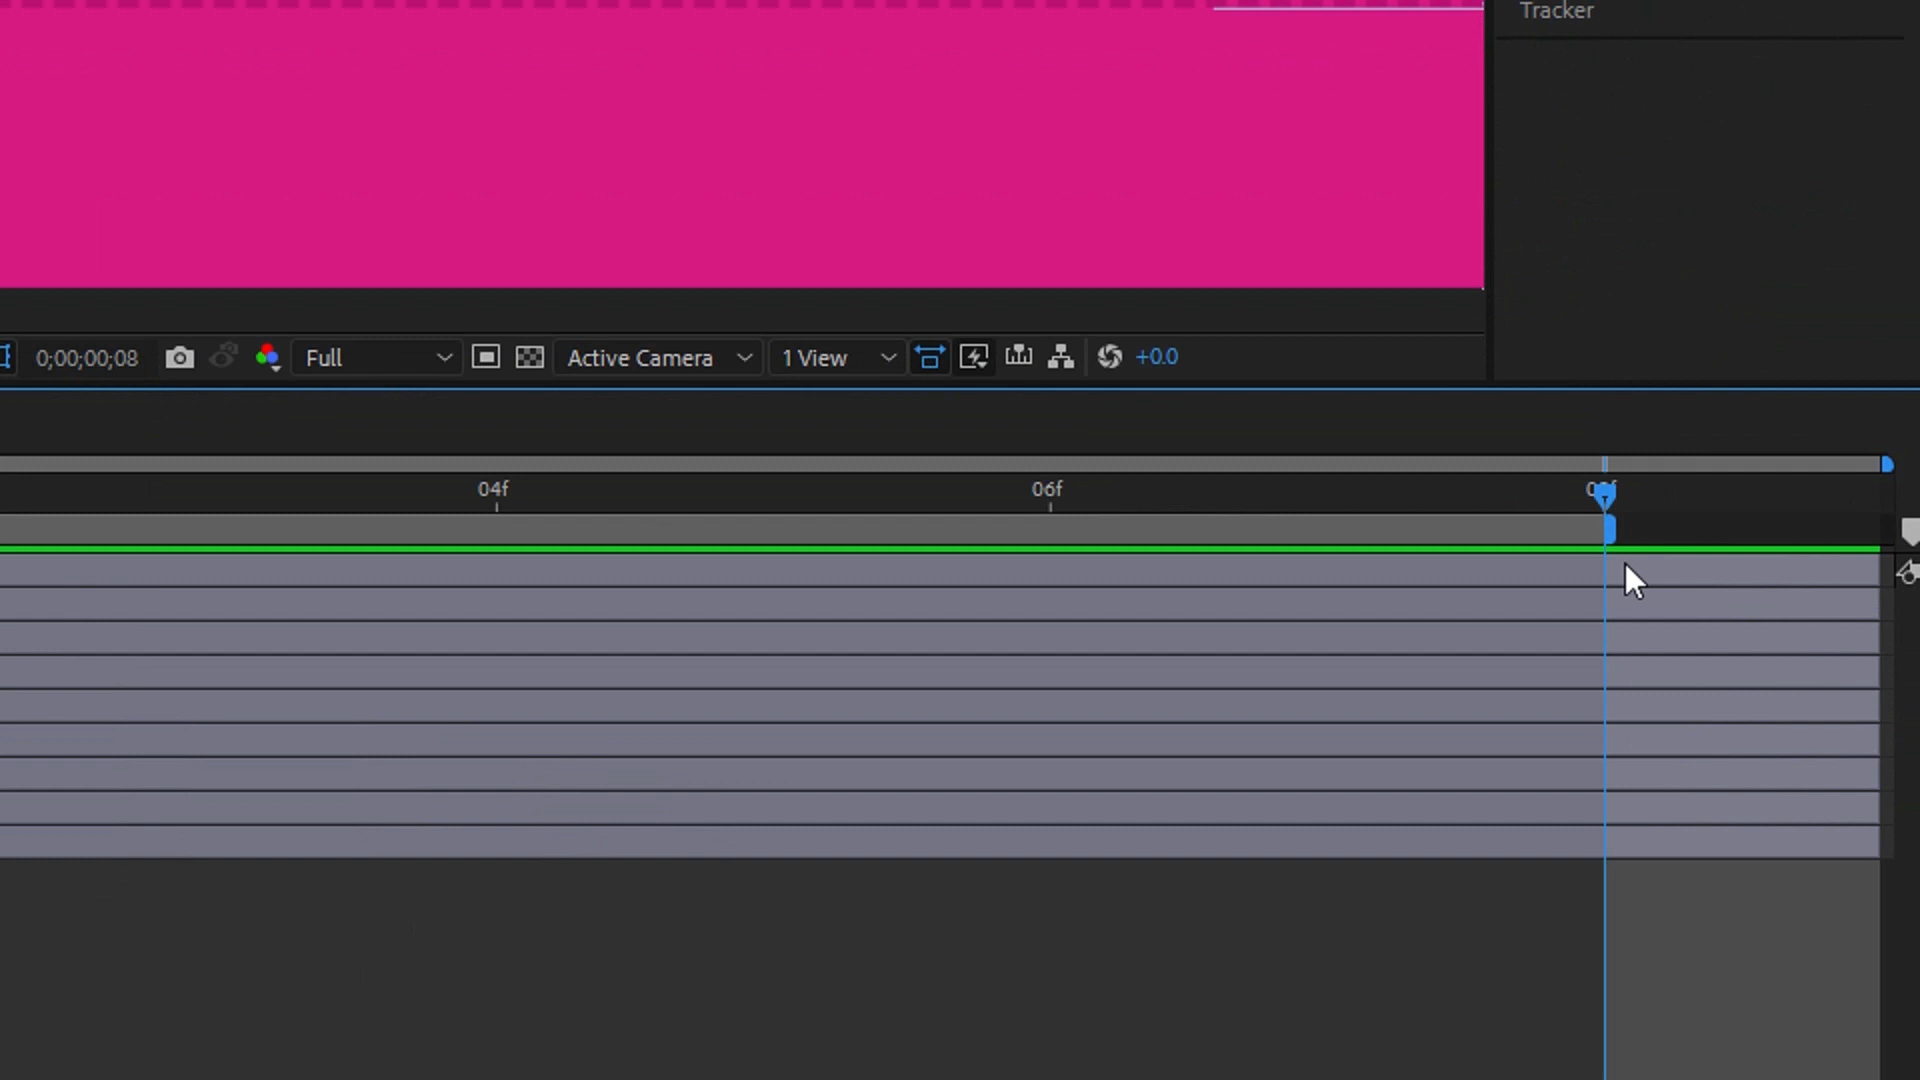 Tracker
0;00;00;08
Full
Active Camera
1 View
+0.0
04f
06f